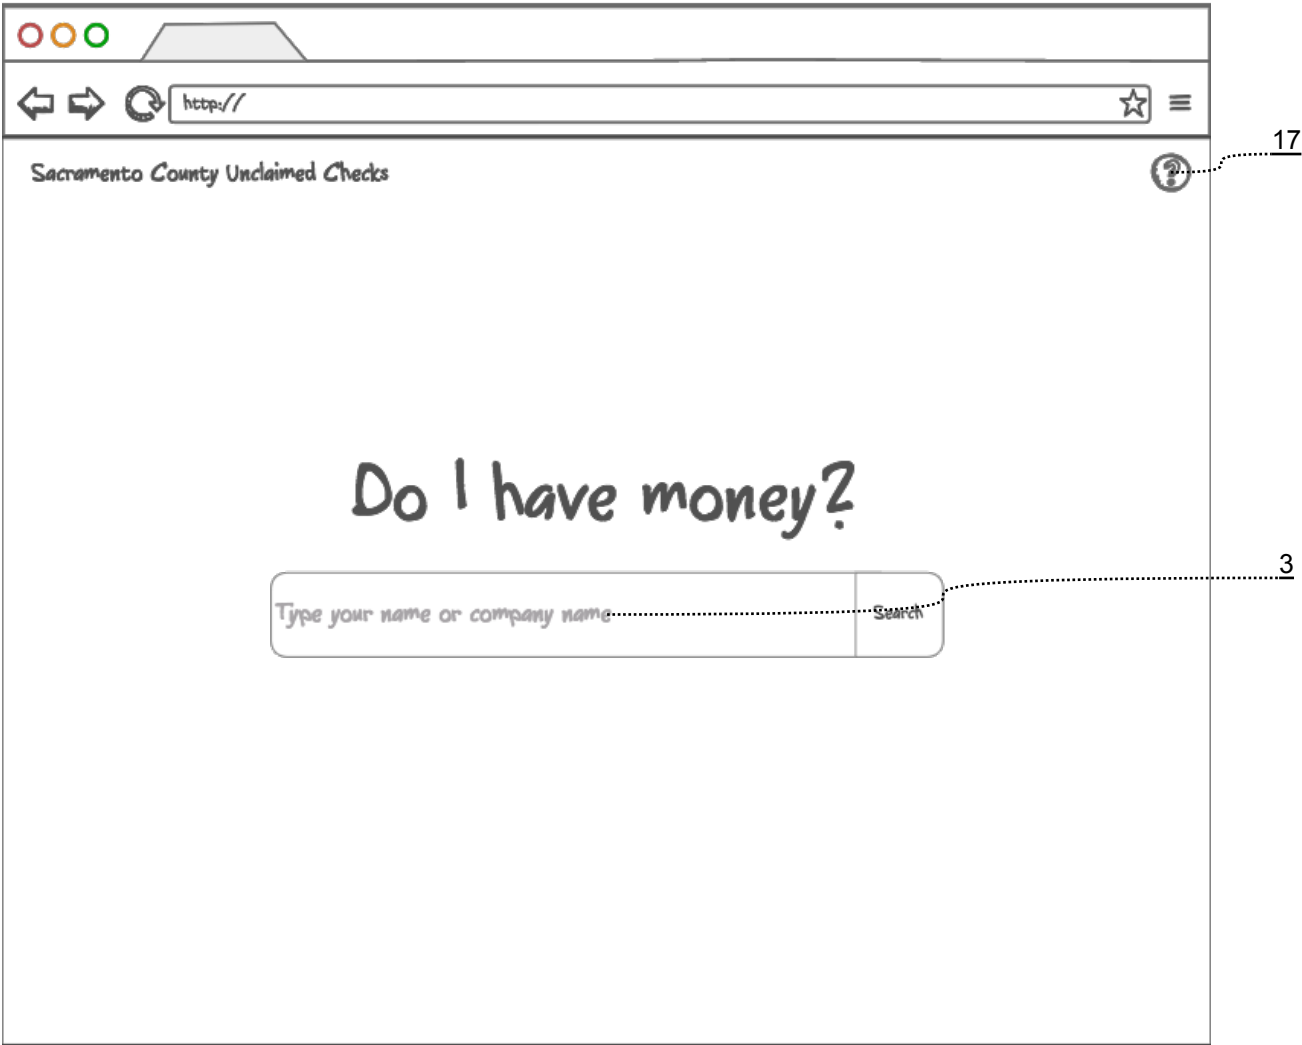 http://
17
Sacramento County Unclaimed Checks
?
Do I have money?
3
Type your name or company name
Search